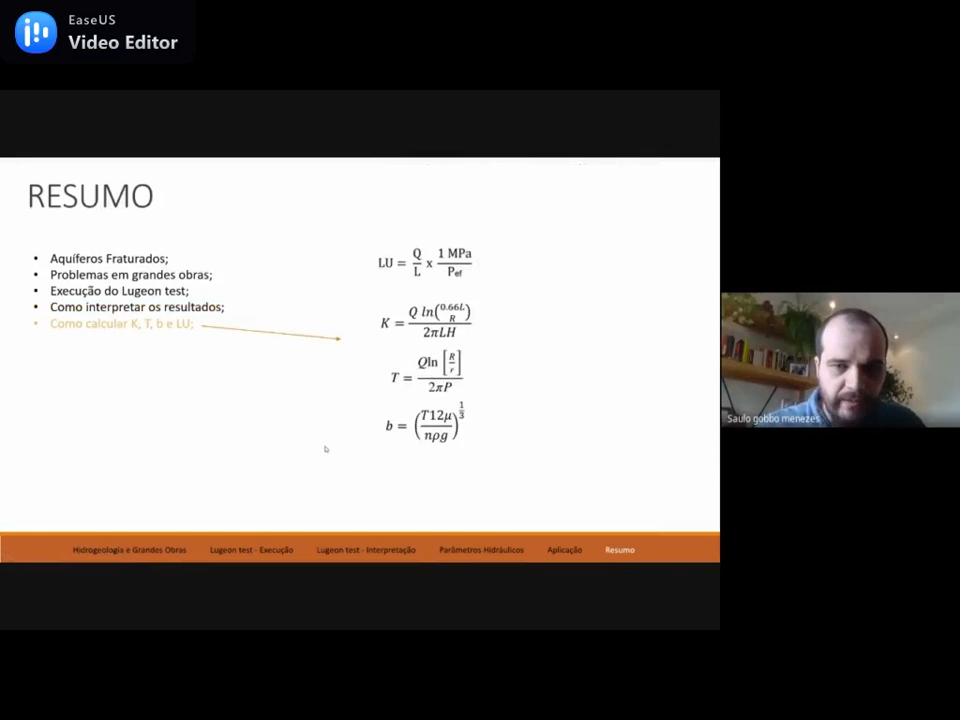 EaseUS
Video Editor
RESUMO
• Aquíferos Fraturados;
• Problemas em grandes obras;
• Execução do Lugeon test;
• Como interpretar os resultados;
• Como calcular K, T, b e LU;
LU = Q/L x 1 MPa/Pef
K = Q ln(0.66L/R)/2πLH
T = Qln [R/r]/2πP
b = (T12μ/nρg)^1/3
Saulo gobbo menezes
Hidrogeologia e Grandes Obras Lugeon test - Execução Lugeon test - Interpretação Parâmetros Hidráulicos Aplicação Resumo